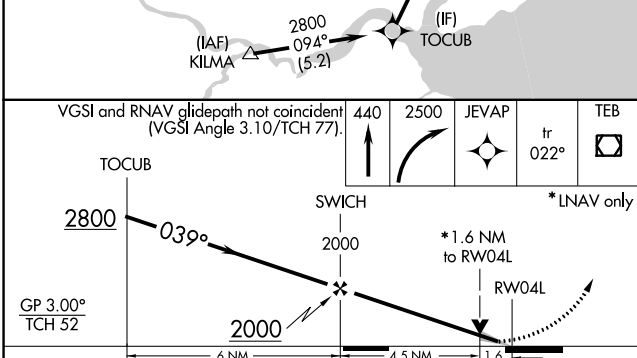 2800
094°
(5.2)
(IAF)
KILMA
(IF)
TOCUB
VGSI and RNAV glidepath not coincident
(VGSI Angle 3.10/TCH 77).
440
2500
JEVAP
tr
022°
TEB
TOCUB
* LNAV only
SWICH
2800
039°
2000
*1.6 NM
to RW04L
RW04L
GP 3.00°
TCH 52
2000
6 NM
4.5 NM
1.6